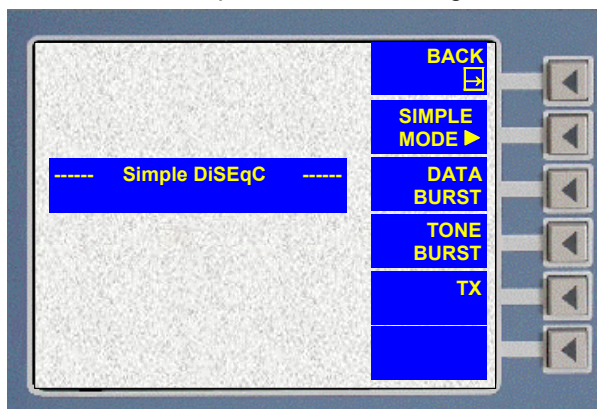 BACK
SIMPLE
MODE ►
------ Simple DiSEqC ------
DATA
BURST
TONE
BURST
TX